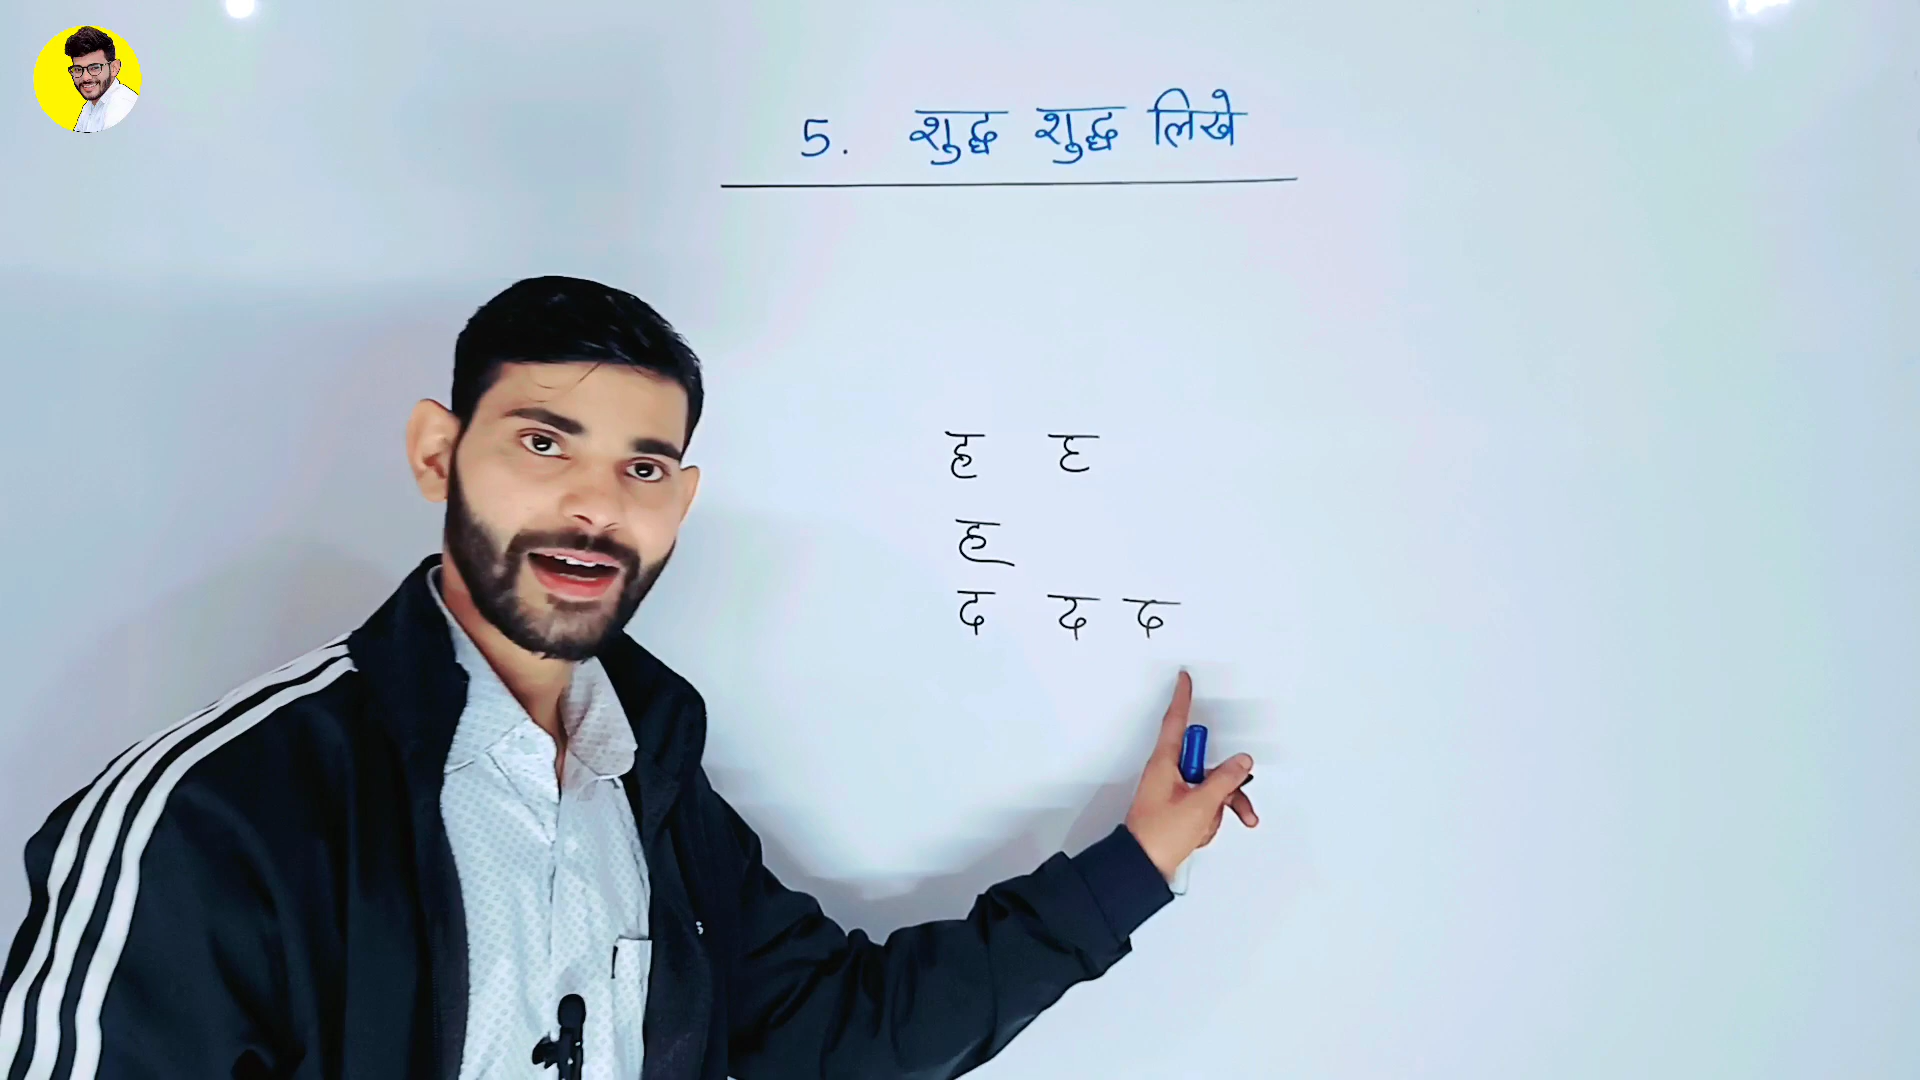 5. शुद्ध शुद्ध लिखे
ह ह
ह
द द द